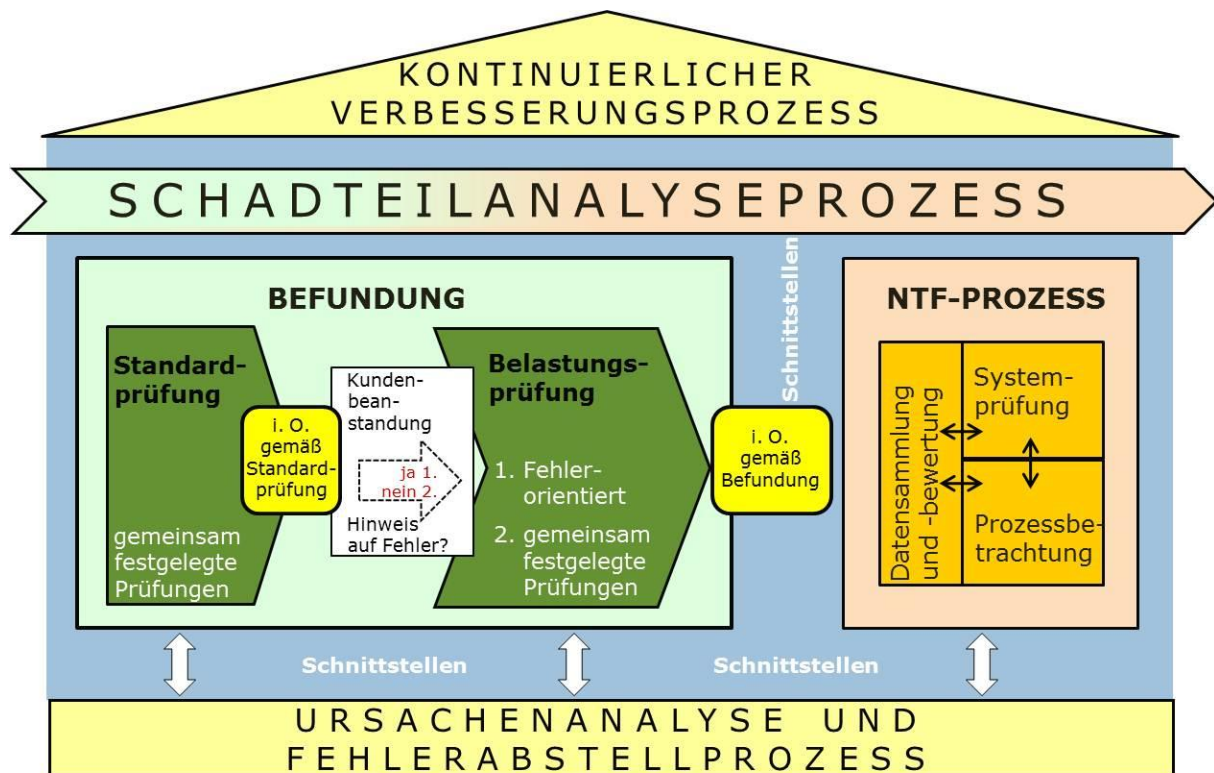 KONTINUIERLICHER
VERBESSERUNGSPROZESS
SCHADTEILANALYSEPROZESS
BEFUNDUNG
Standard-
prüfung
gemeinsam
festgelegte
Prüfungen
i. O.
gemäß
Standard-
prüfung
Kunden-
bean-
standung
ja 1.
nein 2.
Hinweis
auf Fehler?
Belastungs-
prüfung
1. Fehler-
orientiert
2. gemeinsam
festgelegte
Prüfungen
i. O.
gemäß
Befundung
Schnittstellen
NTF-PROZESS
Datensammlung
und -bewertung
System-
prüfung
Prozessbe-
trachtung
Schnittstellen
Schnittstellen
URSACHENANALYSE UND
FEHLERABSTELLPROZESS